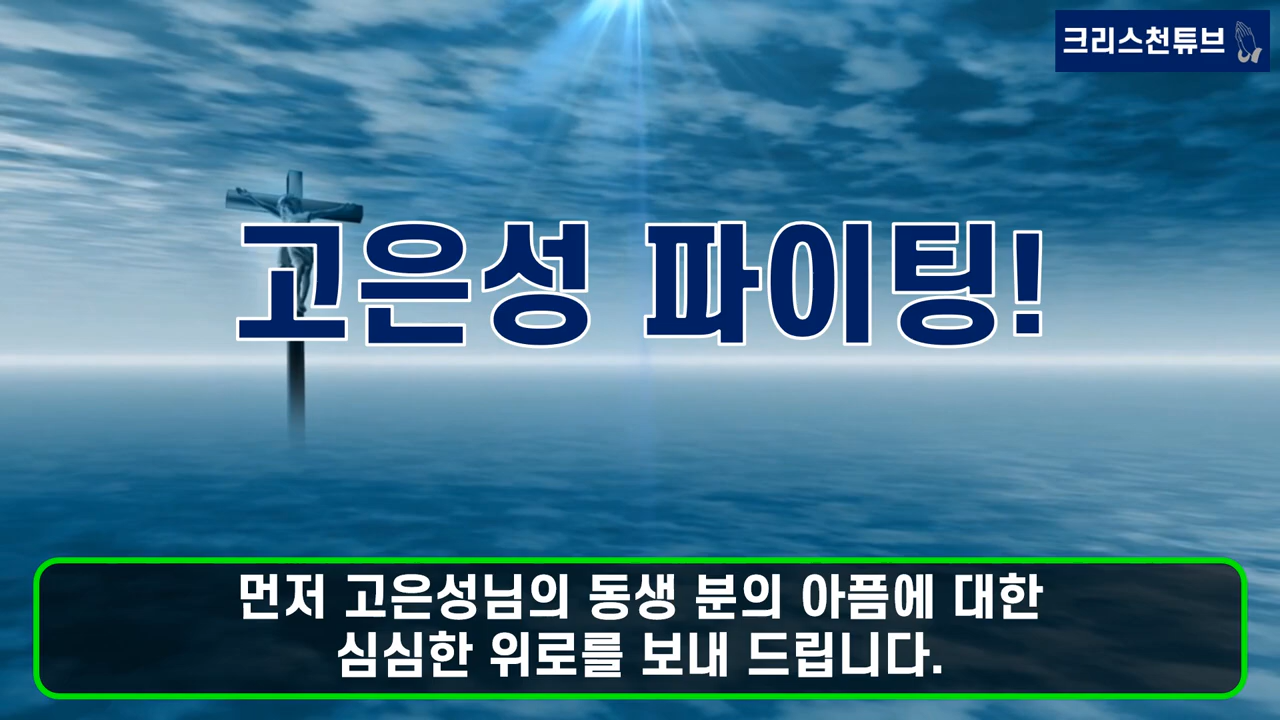 크리스천튜브
고은성 파이팅!
먼저 고은성님의 동생 분의 아픔에 대한
심심한 위로를 보내 드립니다.